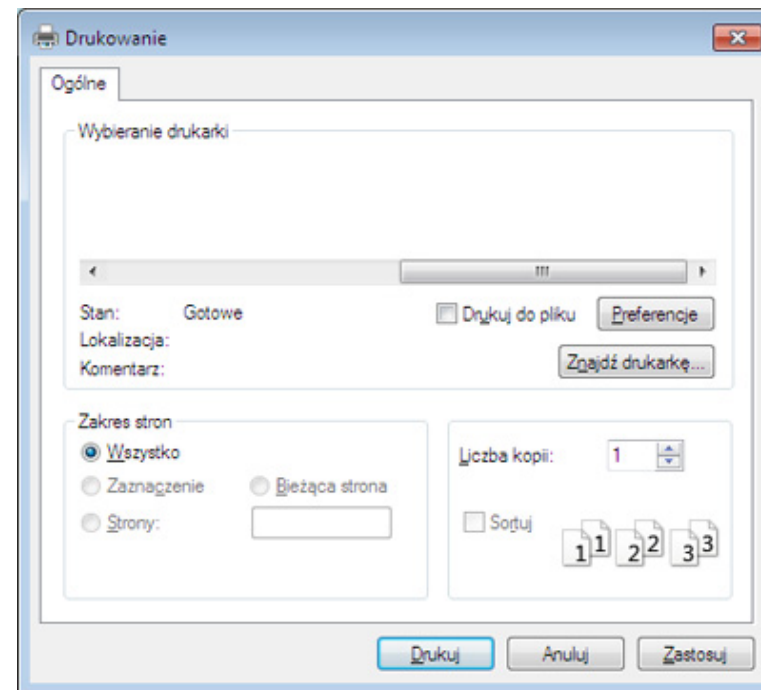 Drukowanie
Ogólne
Wybieranie drukarki
Stan: Gotowe
Drukuj do pliku
Preferencje
Lokalizacja:
Komentarz:
Znajdź drukarkę...
Zakres stron
Wszystko
Zaznaczenie
Bieżąca strona
Strony:
Liczba kopii: 1
Sortuj
1 1 2 2 3 3
Drukuj
Anuluj
Zastosuj